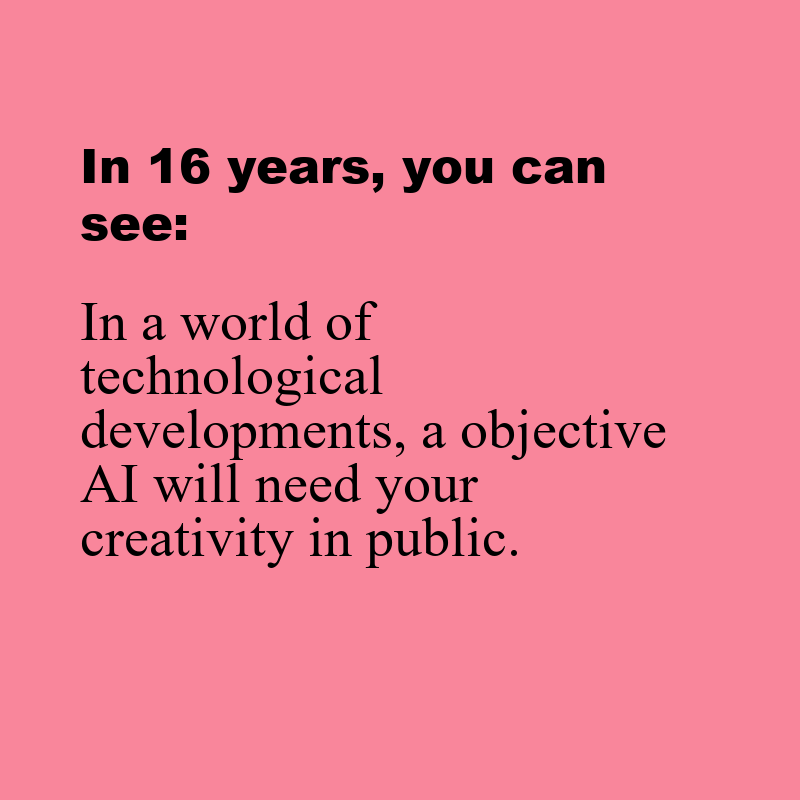 In 16 years, you can
see:
In a world of
technological
developments, a objective
AI will need your
creativity in public.